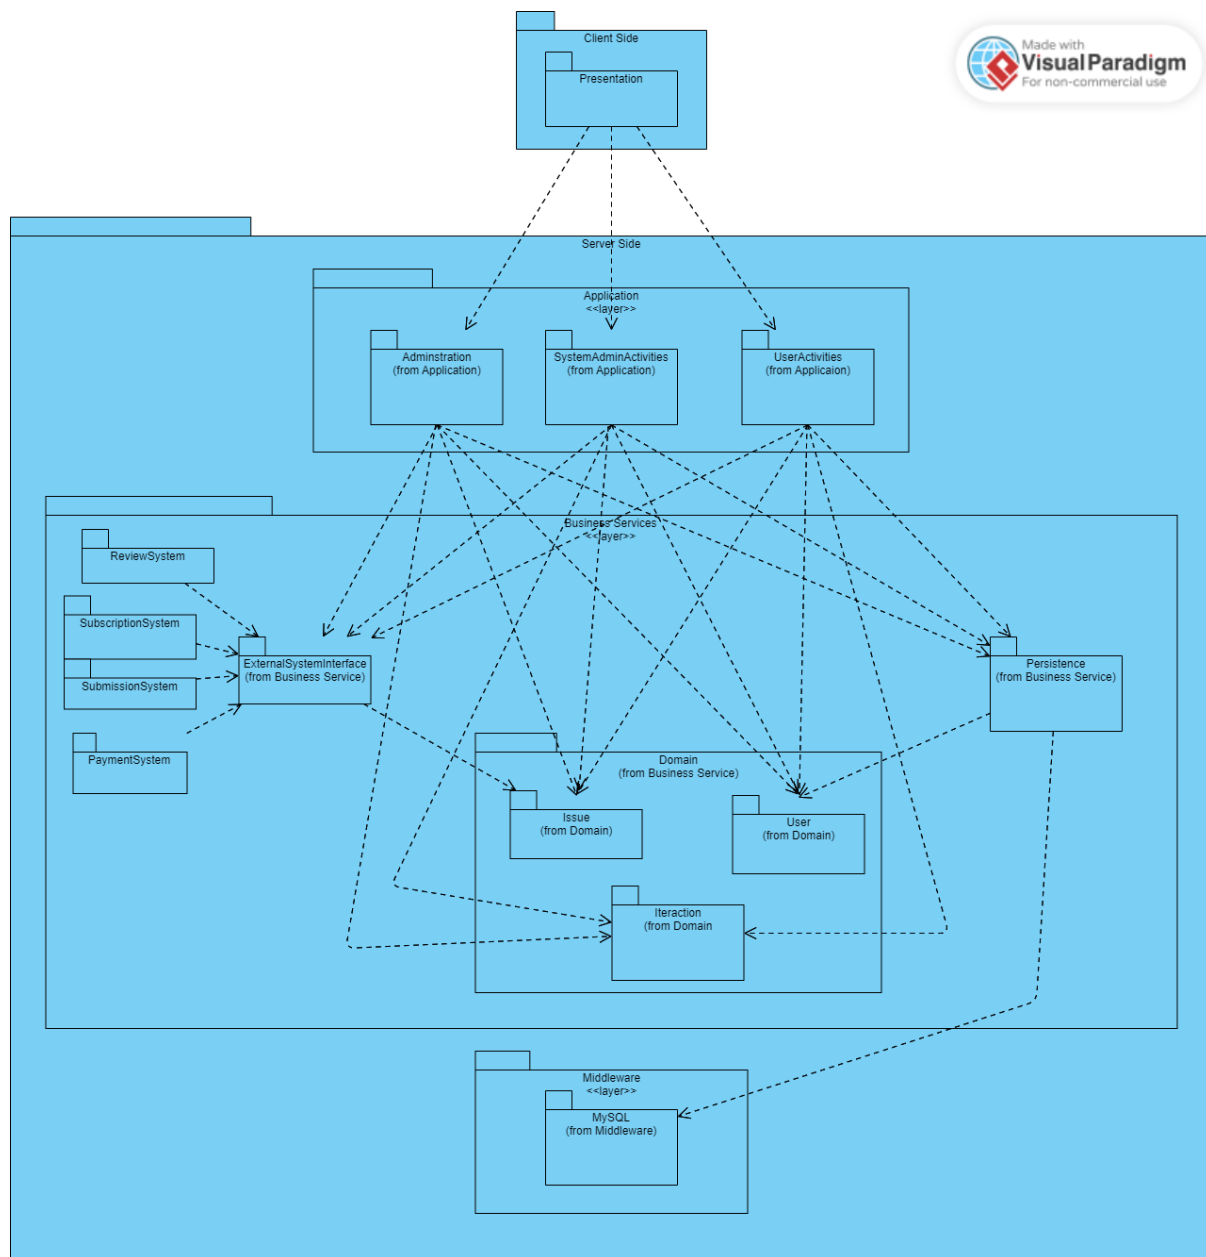 Client Side
Presentation
Made with
Visual Paradigm
For non-commercial use
Server Side
Application
<<layer>>
Adminstration
(from Application)
SystemAdminActivities
(from Application)
UserActivities
(from Applicaion)
Business Services
<<layer>>
ReviewSystem
SubscriptionSystem
SubmissionSystem
PaymentSystem
ExternalSystemInterface
(from Business Service)
Persistence
(from Business Service)
Domain
(from Business Service)
Issue
(from Domain)
User
(from Domain)
Iteraction
(from Domain
Middleware
<<layer>>
MySQL
(from Middleware)